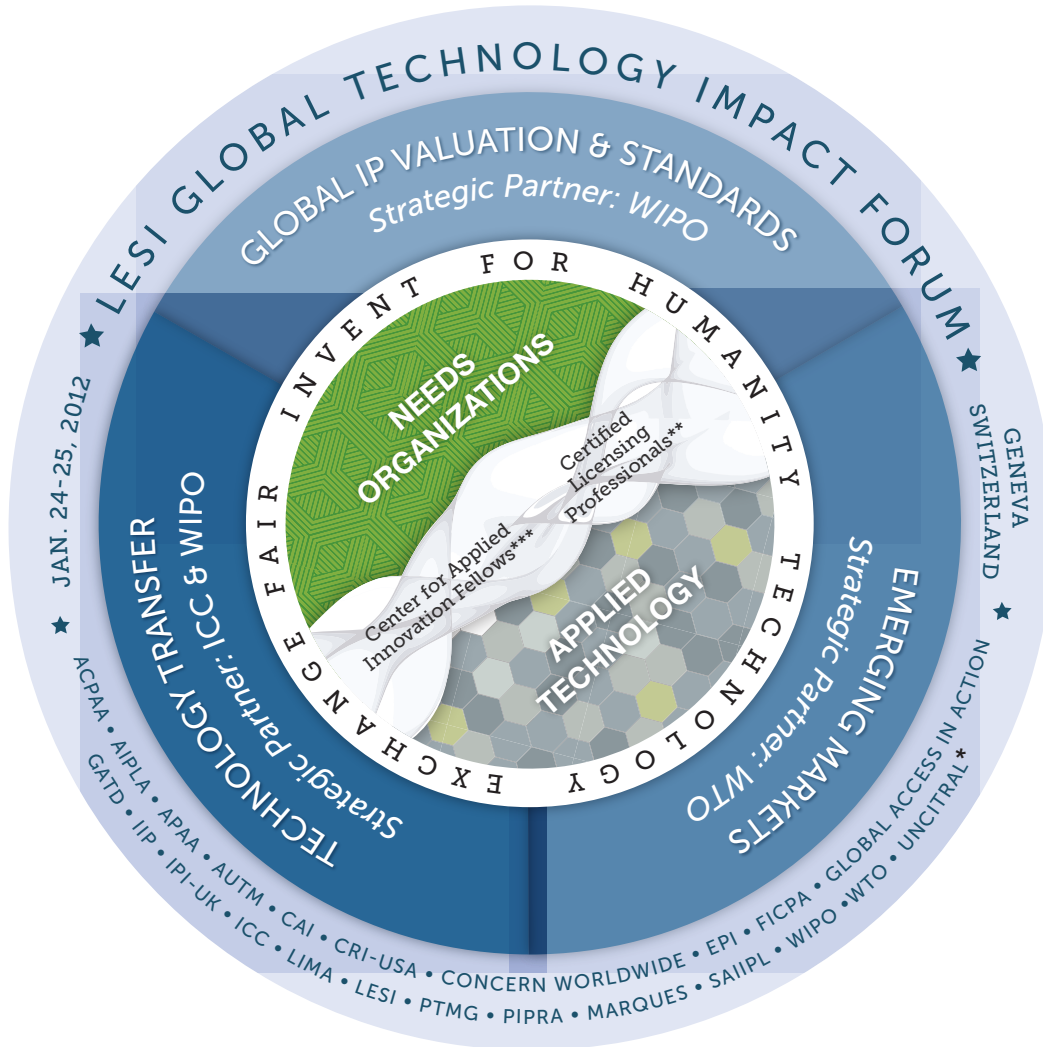 LESI GLOBAL TECHNOLOGY IMPACT FORUM
GLOBAL IP VALUATION & STANDARDS
Strategic Partner: WIPO
INVENT FOR HUMANITY TECHNOLOGY EXCHANGE FAIR
NEEDS
ORGANIZATIONS
Certified
Licensing
Professionals**
Center for Applied
Innovation Fellows***
APPLIED
TECHNOLOGY
JAN. 24-25, 2012
GENEVA
SWITZERLAND
TECHNOLOGY TRANSFER
Strategic Partner: ICC & WIPO
EMERGING MARKETS
Strategic Partner: WTO
ACPAA • AIPLA • APAA • AUTM • CAI • CRI-USA • CONCERN WORLDWIDE • EPI • FICPA • GLOBAL ACCESS IN ACTION
GATD • IIP • IPI-UK • ICC • LIMA • LESI • PTMG • PIPRA • MARQUES • SAIIPL • WIPO •WTO • UNCITRAL*